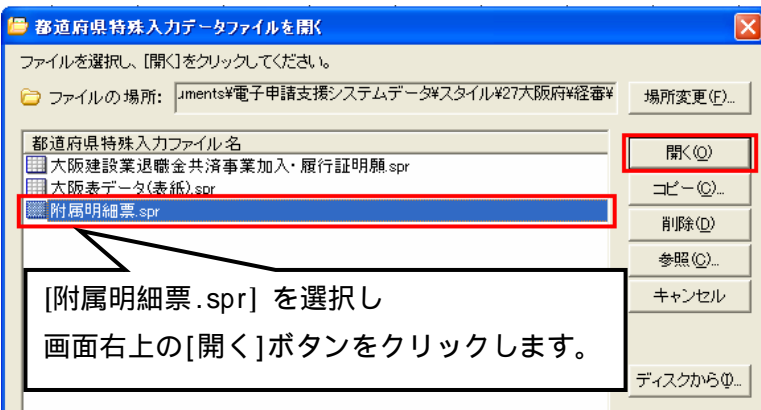 都道府県特殊入力データファイルを開く
ファイルを選択し、[開く]をクリックしてください。
ファイルの場所: uments¥電子申請支援システムデータ¥スタイル¥27大阪府¥経審¥
場所変更(F)...
都道府県特殊入力ファイル名
大阪建設業退職金共済事業加入・履行証明願.spr
大阪表データ(表紙).spr
附属明細票.spr
開く(O)
コピー(C)...
削除(D)
参照(C)...
キャンセル
ディスクから(I)...
[附属明細票.spr] を選択し
画面右上の[開く]ボタンをクリックします。